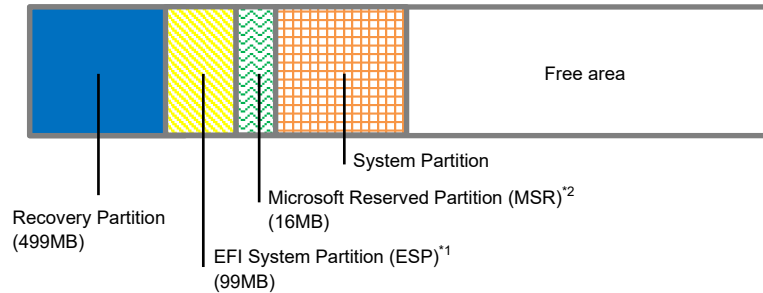 Free area
System Partition
Microsoft Reserved Partition (MSR)*2
(16MB)
Recovery Partition
(499MB)
EFI System Partition (ESP)*1
(99MB)